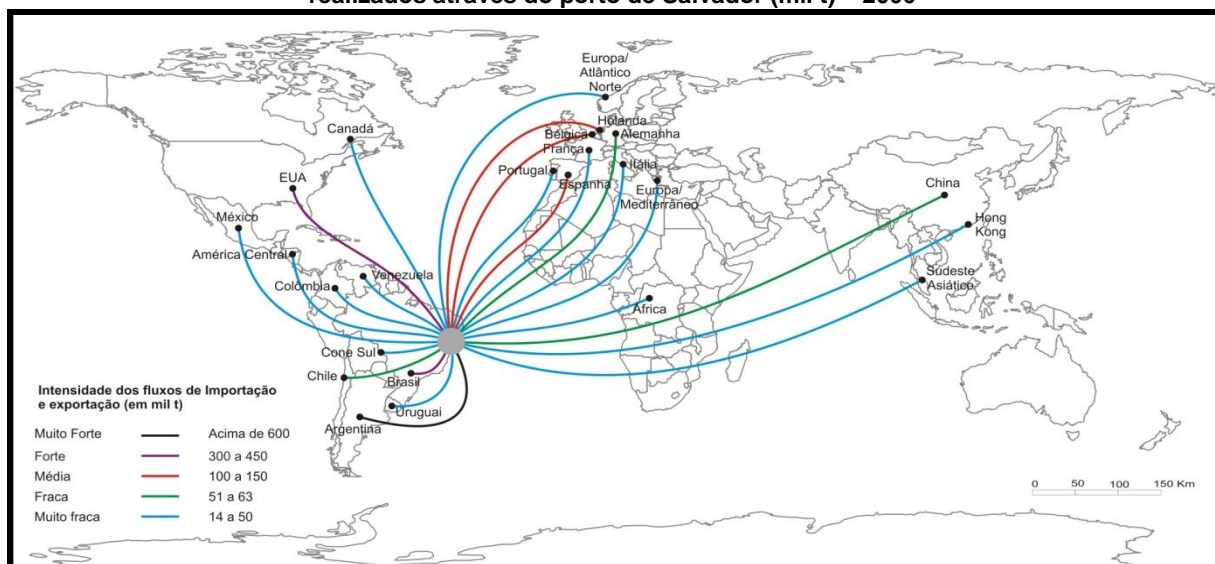 realizados através do porto de Salvador (mil t) – 2006
Europa/
Atlântico
Norte
Canadá
Holanda
Bélgica
Alemanha
França
EUA
Portugal
Itália
Espanha
Europa/
Mediterrâneo
China
México
Hong
Kong
América Central
Venezuela
Colômbia
Sudeste
Asiático
África
Cone Sul
Chile
Brasil
Uruguai
Argentina
Intensidade dos fluxos de Importação
e exportação (em mil t)
Muito Forte Acima de 600
Forte 300 a 450
Média 100 a 150
Fraca 51 a 63
Muito fraca 14 a 50
0 50 100 150 Km